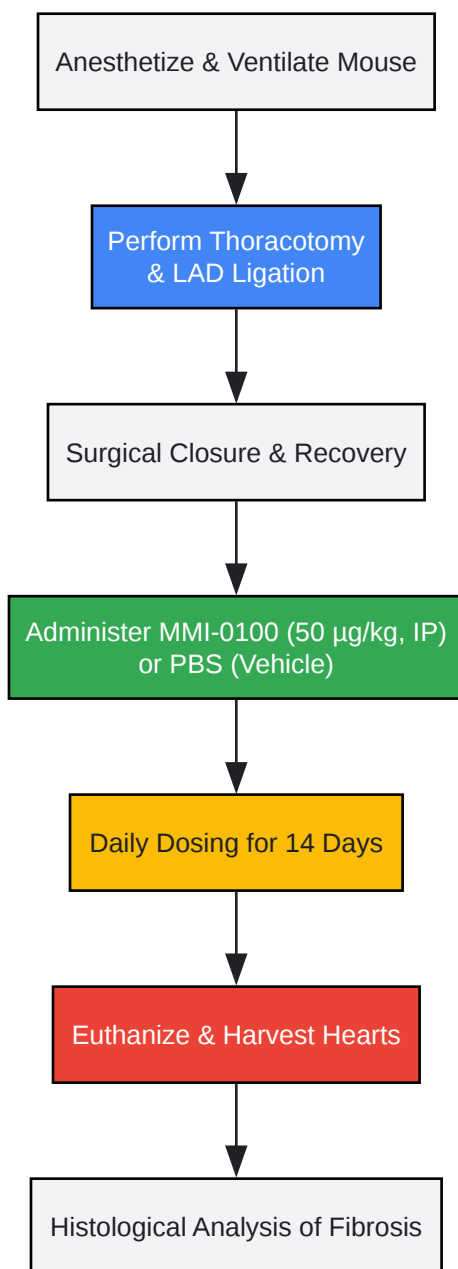 Anesthetize & Ventilate Mouse
Perform Thoracotomy
& LAD Ligation
Surgical Closure & Recovery
Administer MMI-0100 (50 µg/kg, IP)
or PBS (Vehicle)
Daily Dosing for 14 Days
Euthanize & Harvest Hearts
Histological Analysis of Fibrosis